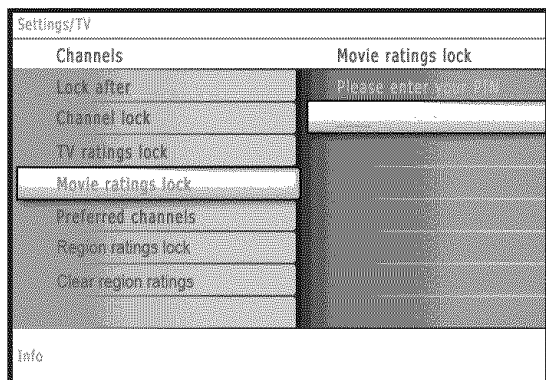 Settings/TV
Channels
Movie ratings lock
Lock after
Please enter your PIN
Channel lock
TV ratings lock
Movie ratings lock
Preferred channels
Region ratings lock
Clear region ratings
Info